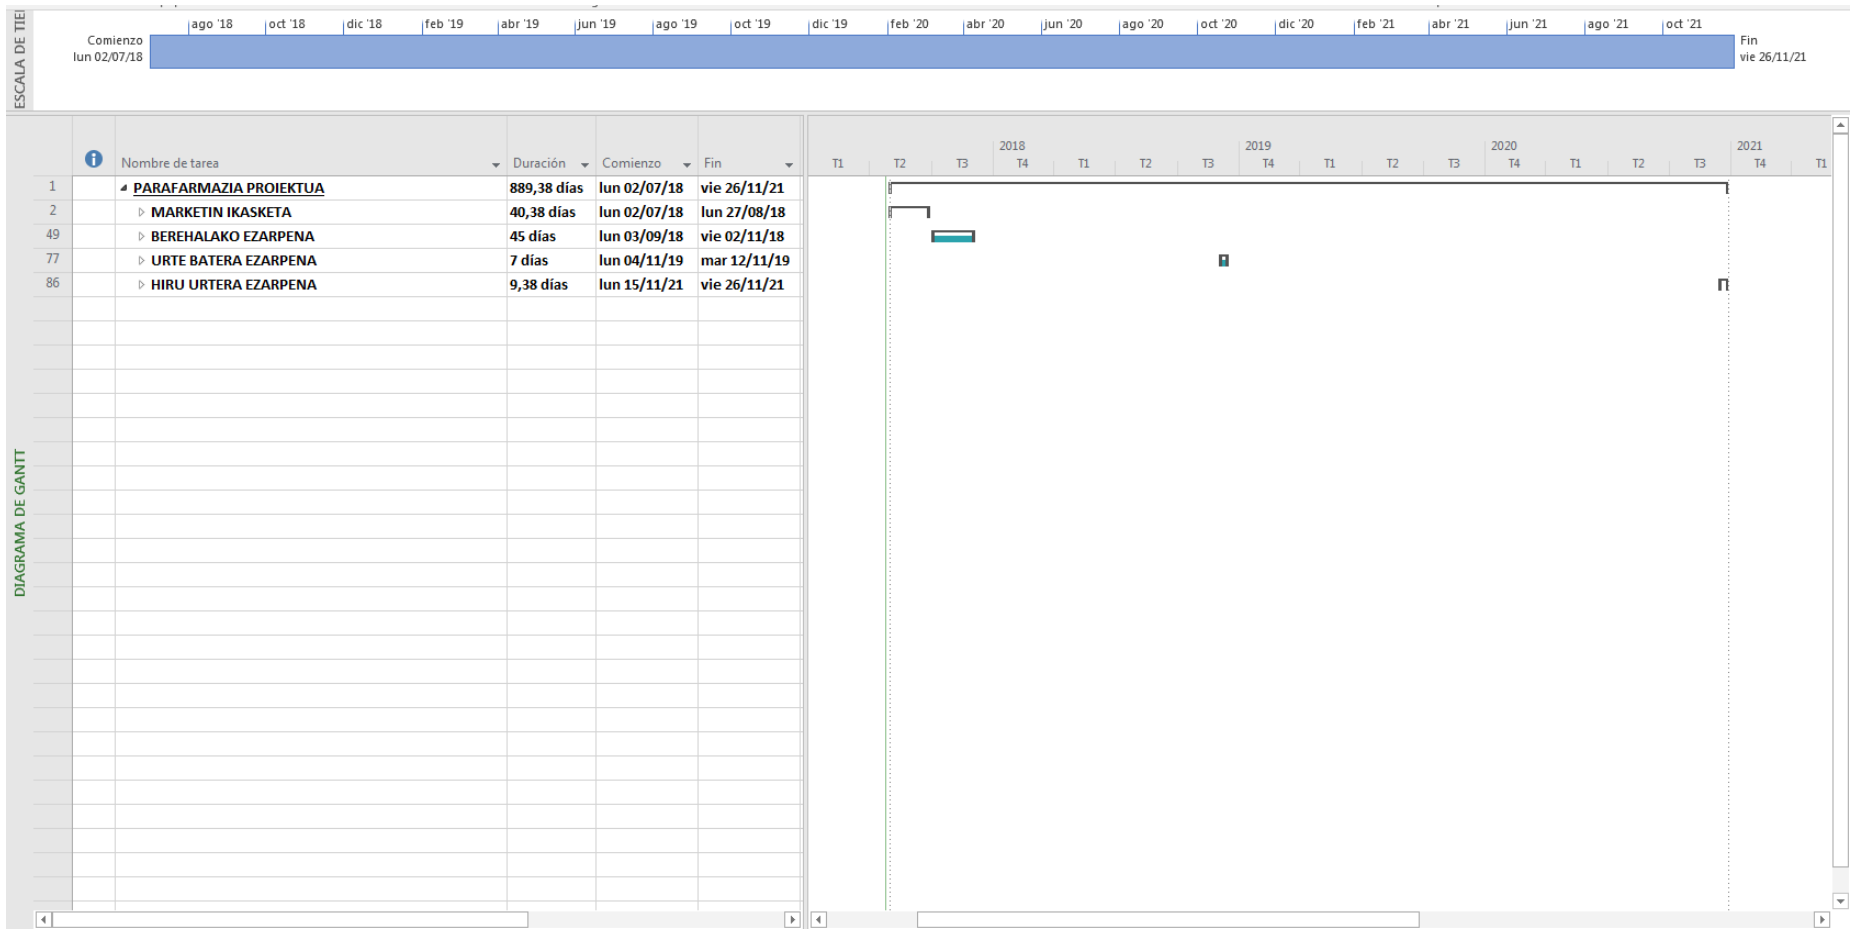 ago '18 oct '18 dic '18 feb '19 abr '19 jun '19 ago '19 oct '19 dic '19 feb '20 abr '20 jun '20 ago '20 oct '20 dic '20 feb '21 abr '21 jun '21 ago '21 oct '21
Comienzo
lun 02/07/18
Fin
vie 26/11/21
ESCALA DE TIE
2018 2019 2020 2021
Nombre de tarea Duración Comienzo Fin T1 T2 T3 T4 T1 T2 T3 T4 T1 T2 T3 T4 T1 T2 T3 T4 T1
1 PARAFARMAZIA PROIEKTUA 889,38 días lun 02/07/18 vie 26/11/21
2 MARKETIN IKASKETA 40,38 días lun 02/07/18 lun 27/08/18
49 BEREHALAKO EZARPENA 45 días lun 03/09/18 vie 02/11/18
77 URTE BATERA EZARPENA 7 días lun 04/11/19 mar 12/11/19
86 HIRU URTERA EZARPENA 9,38 días lun 15/11/21 vie 26/11/21
DIAGRAMA DE GANTT